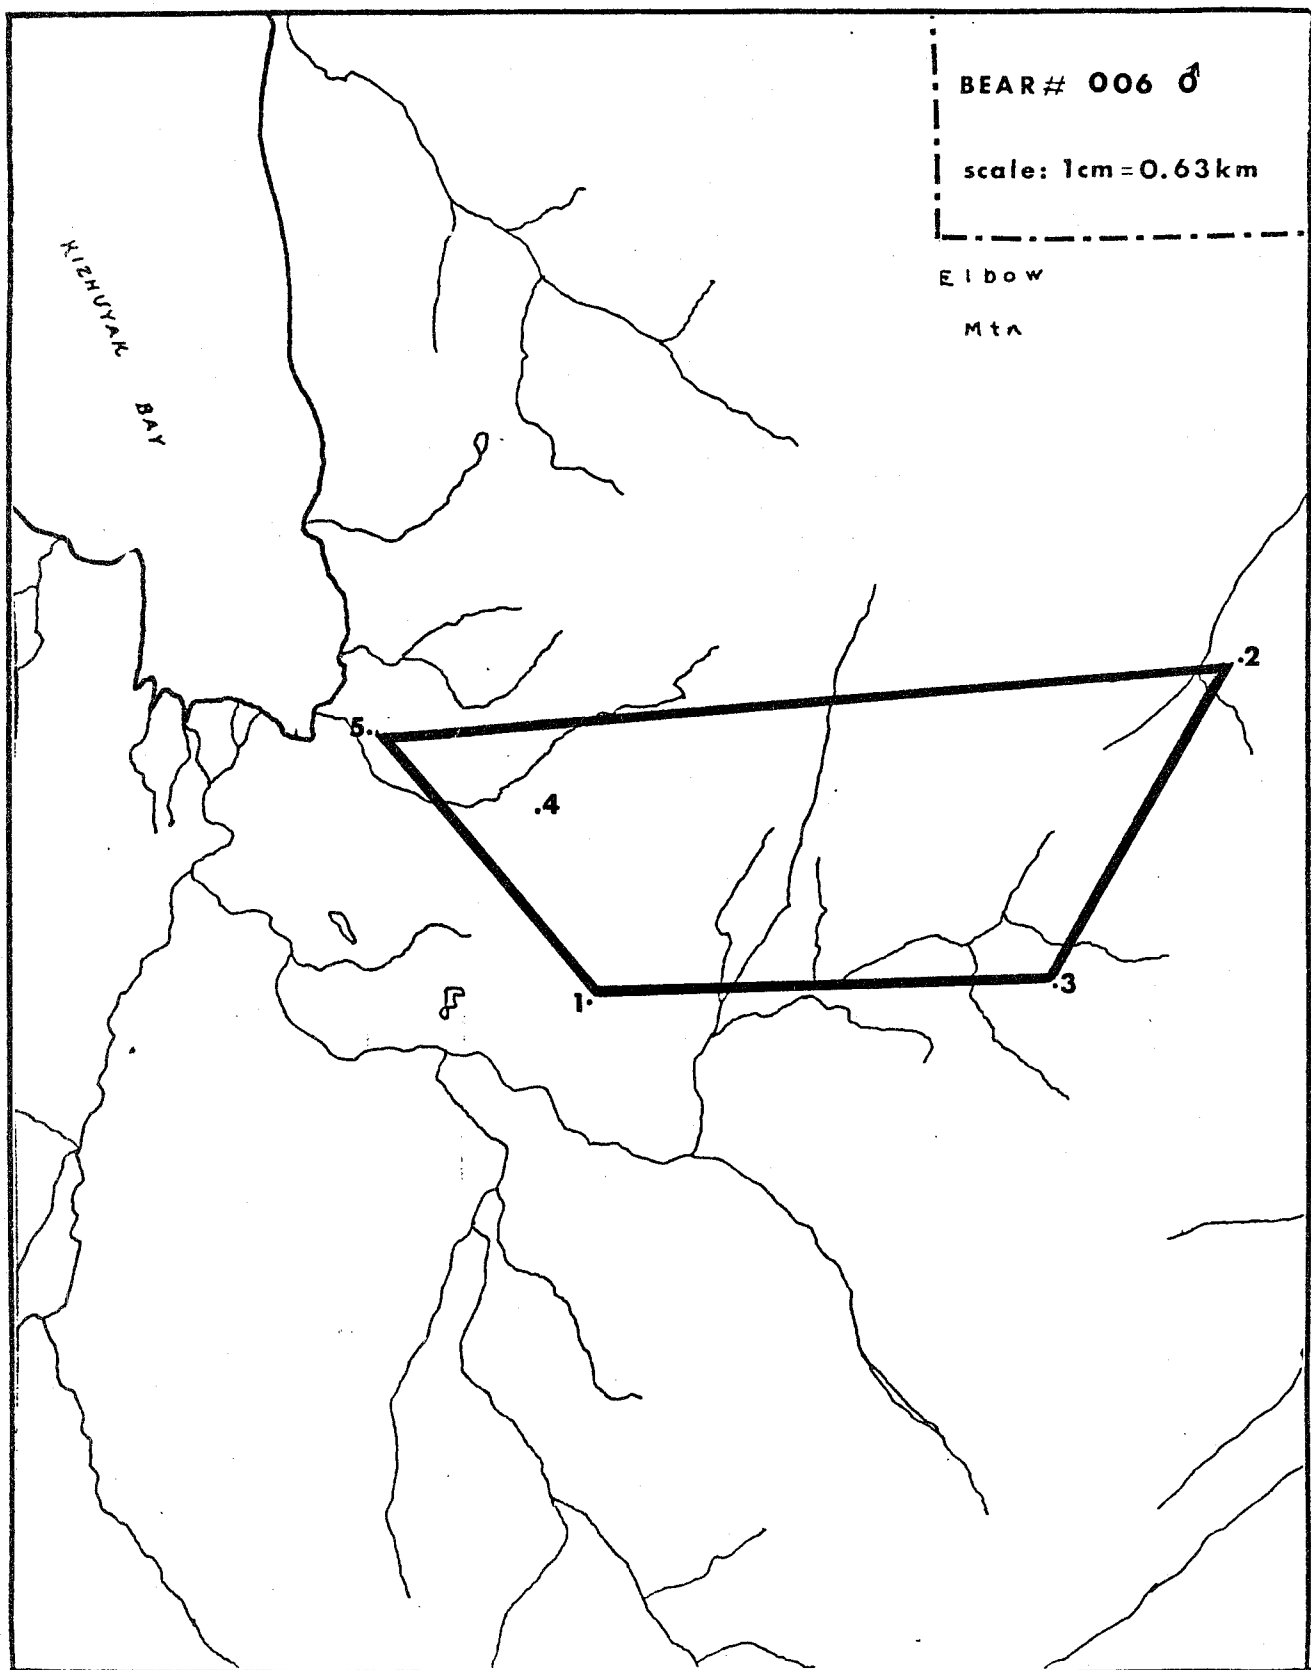 BEAR# 006 ♂
scale: 1cm = 0.63km
KIZHUYAK BAY
Elbow
Mtn
.2
5.
.4
.3
1.